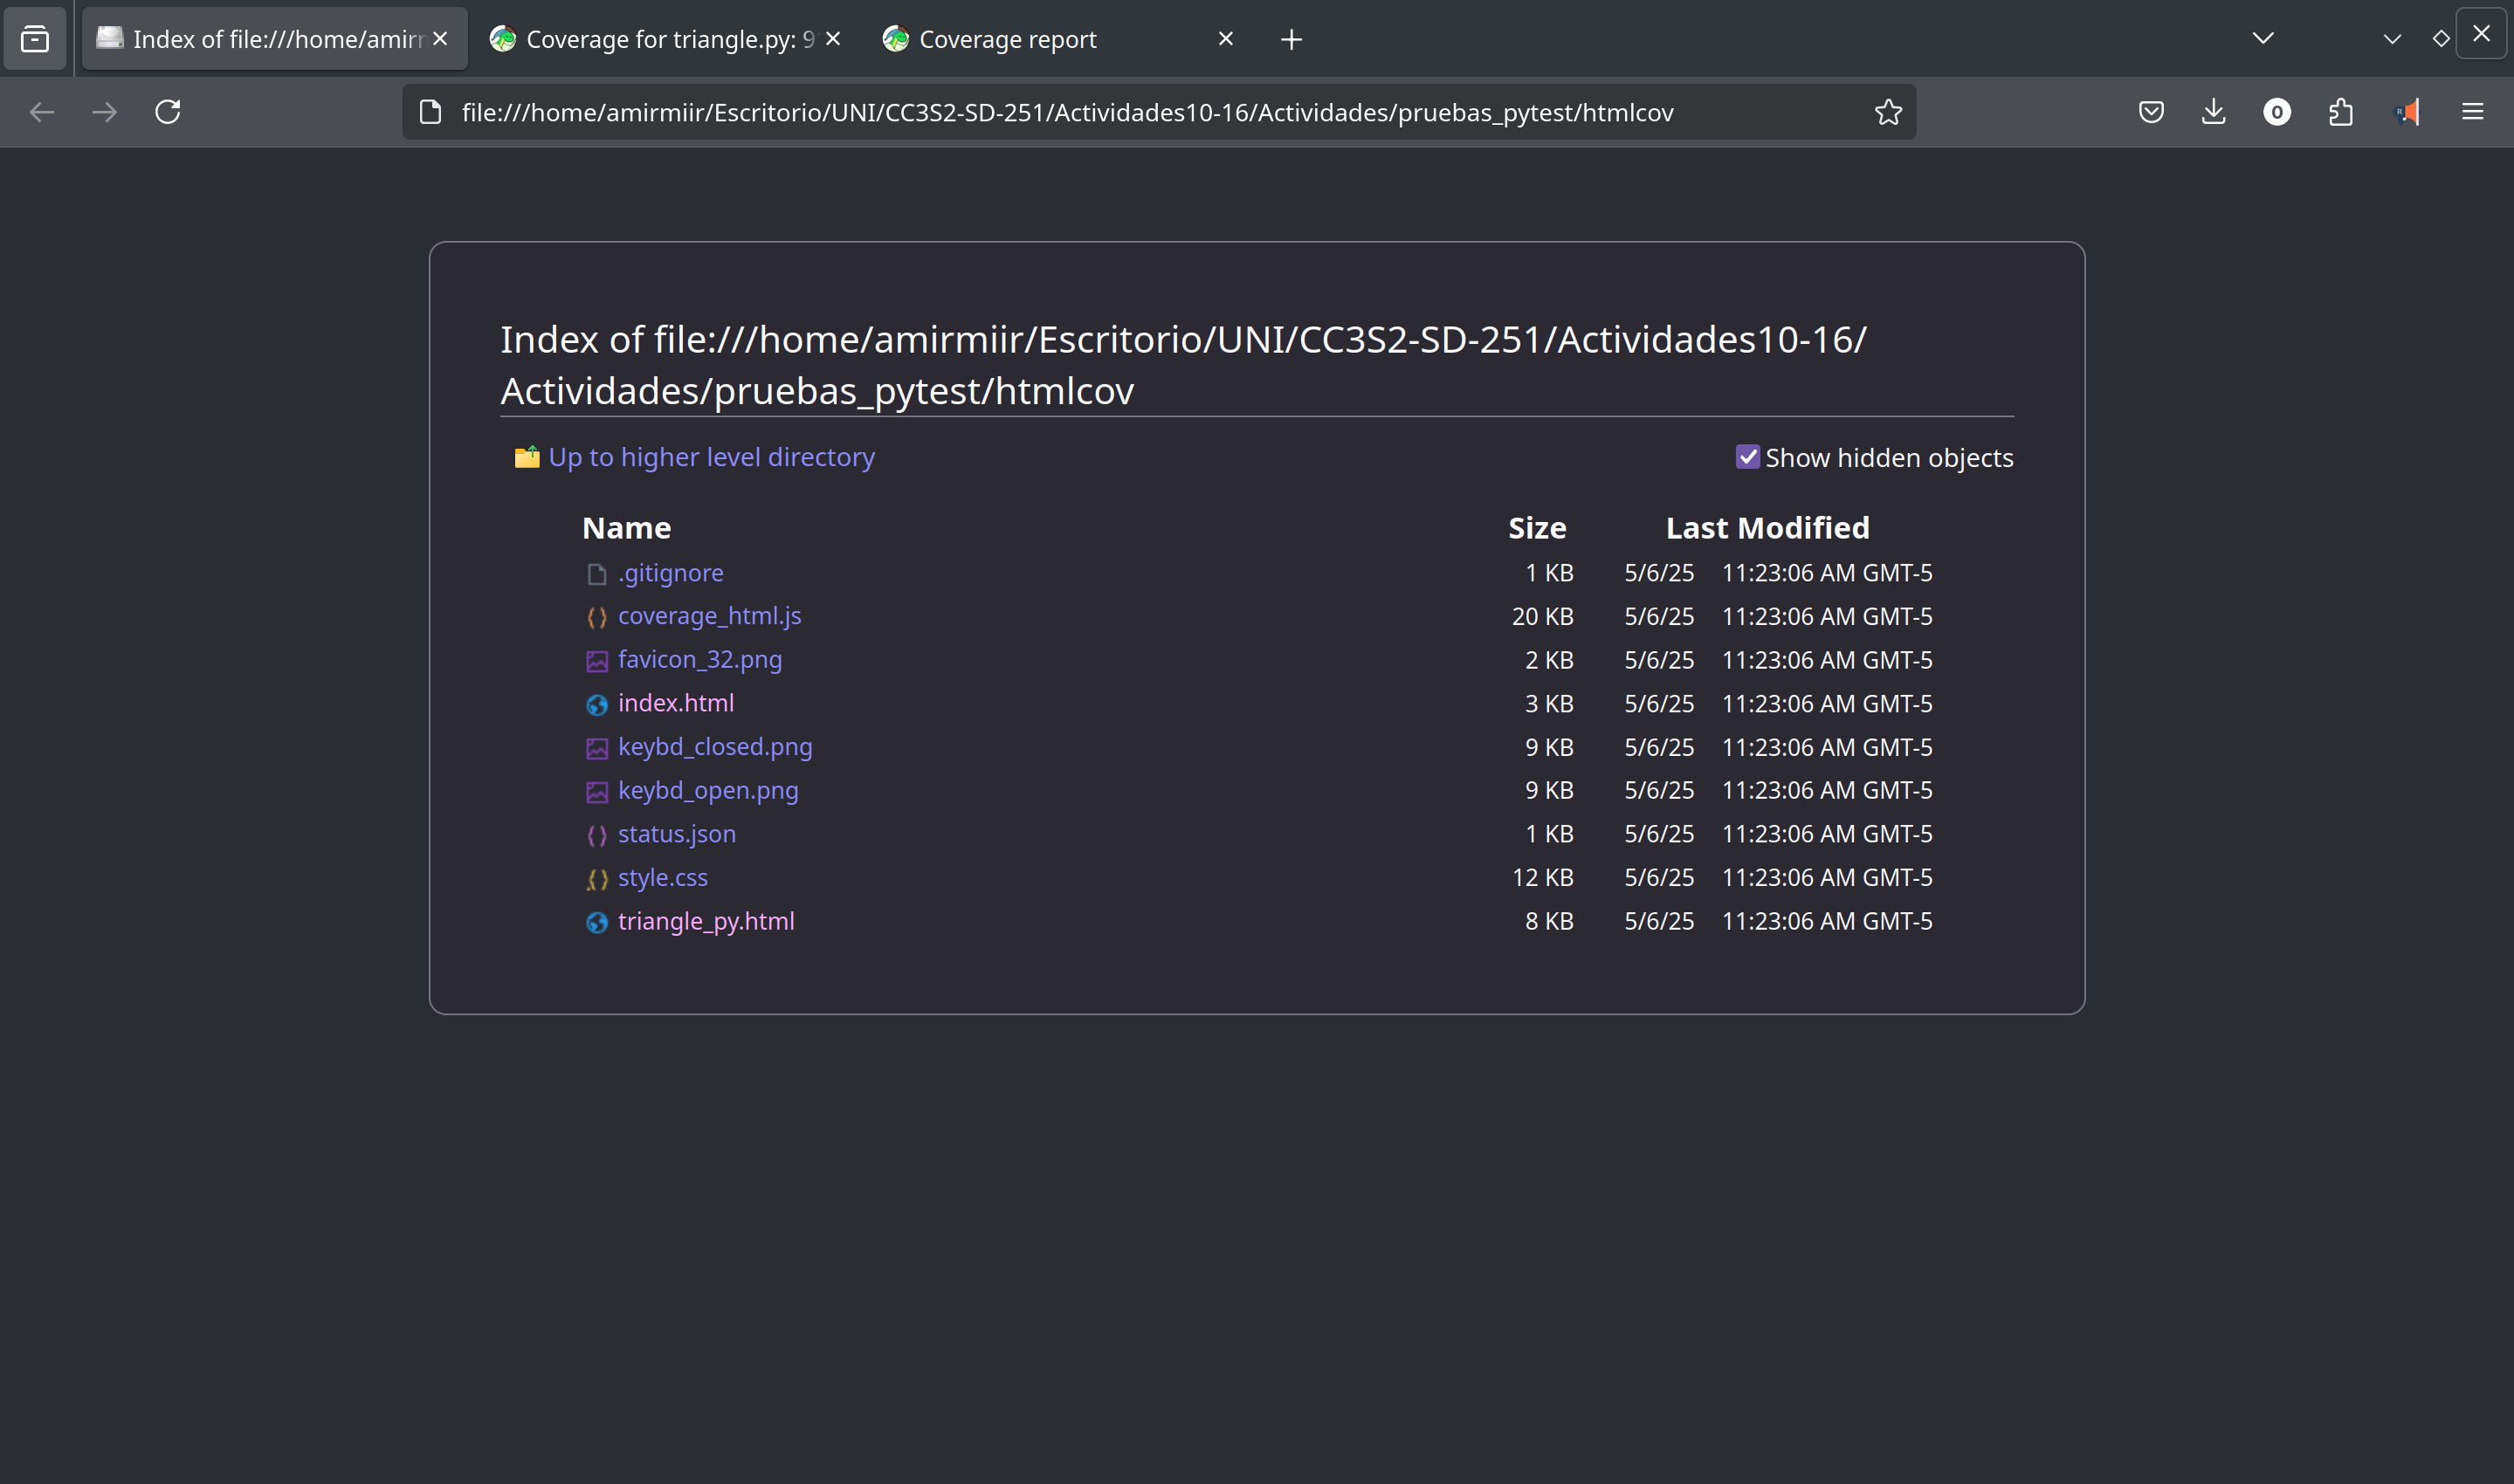 Index of file:///home/amirr
Coverage for triangle.py: 9
Coverage report
file:///home/amirmiir/Escritorio/UNI/CC3S2-SD-251/Actividades10-16/Actividades/pruebas_pytest/htmlcov
Index of file:///home/amirmiir/Escritorio/UNI/CC3S2-SD-251/Actividades10-16/
Actividades/pruebas_pytest/htmlcov
Up to higher level directory
Show hidden objects
Name Size Last Modified
.gitignore 1 KB 5/6/25 11:23:06 AM GMT-5
coverage_html.js 20 KB 5/6/25 11:23:06 AM GMT-5
favicon_32.png 2 KB 5/6/25 11:23:06 AM GMT-5
index.html 3 KB 5/6/25 11:23:06 AM GMT-5
keybd_closed.png 9 KB 5/6/25 11:23:06 AM GMT-5
keybd_open.png 9 KB 5/6/25 11:23:06 AM GMT-5
status.json 1 KB 5/6/25 11:23:06 AM GMT-5
style.css 12 KB 5/6/25 11:23:06 AM GMT-5
triangle_py.html 8 KB 5/6/25 11:23:06 AM GMT-5